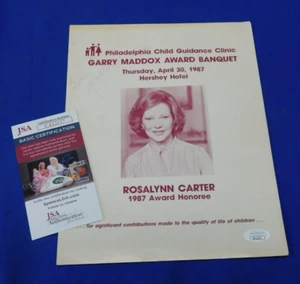 Philadelphia Child Guidance Clinic
GARRY MADDOX AWARD BANQUET
Thursday, April 30, 1987
Hershey Hotel
ROSALYNN CARTER
1987 Award Honoree
. . . for significant contributions made to the quality of life of children . . .
JSA
BASIC CERTIFICATION
JSA